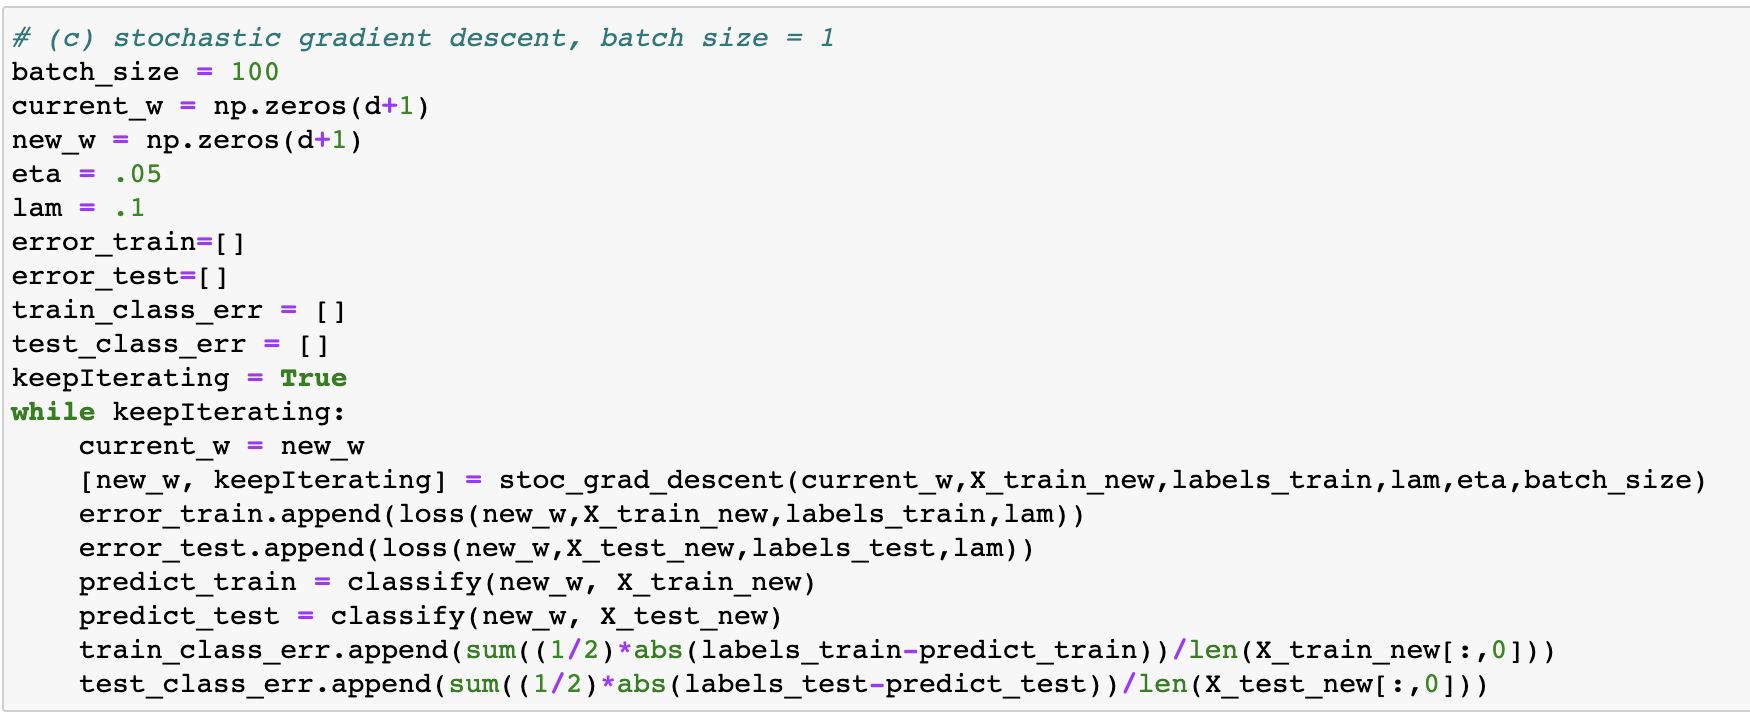 # (c) stochastic gradient descent, batch size = 1
batch_size = 100
current_w = np.zeros(d+1)
new_w = np.zeros(d+1)
eta = .05
lam = .1
error_train=[]
error_test=[]
train_class_err = []
test_class_err = []
keepIterating = True
while keepIterating:
    current_w = new_w
    [new_w, keepIterating] = stoc_grad_descent(current_w,X_train_new,labels_train,lam,eta,batch_size)
    error_train.append(loss(new_w,X_train_new,labels_train,lam))
    error_test.append(loss(new_w,X_test_new,labels_test,lam))
    predict_train = classify(new_w, X_train_new)
    predict_test = classify(new_w, X_test_new)
    train_class_err.append(sum((1/2)*abs(labels_train-predict_train))/len(X_train_new[:,0]))
    test_class_err.append(sum((1/2)*abs(labels_test-predict_test))/len(X_test_new[:,0]))